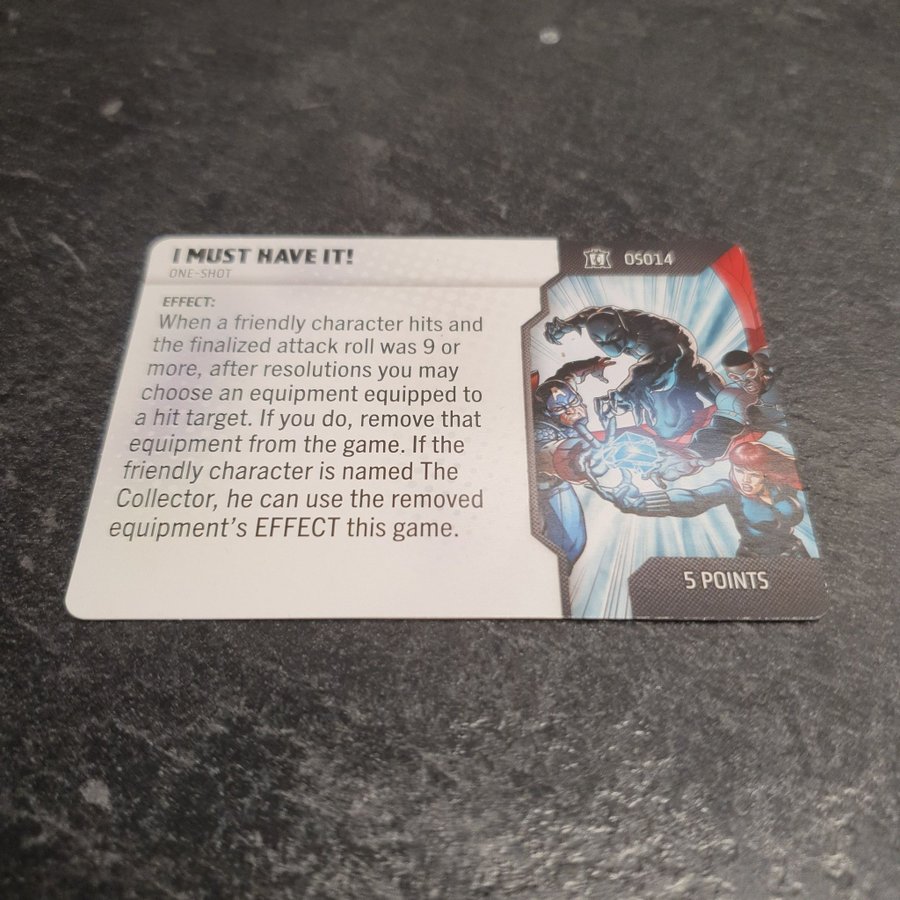 I MUST HAVE IT!
ONE-SHOT
EFFECT:
When a friendly character hits and
the finalized attack roll was 9 or
more, after resolutions you may
choose an equipment equipped to
a hit target. If you do, remove that
equipment from the game. If the
friendly character is named The
Collector, he can use the removed
equipment's EFFECT this game.
C OS014
5 POINTS